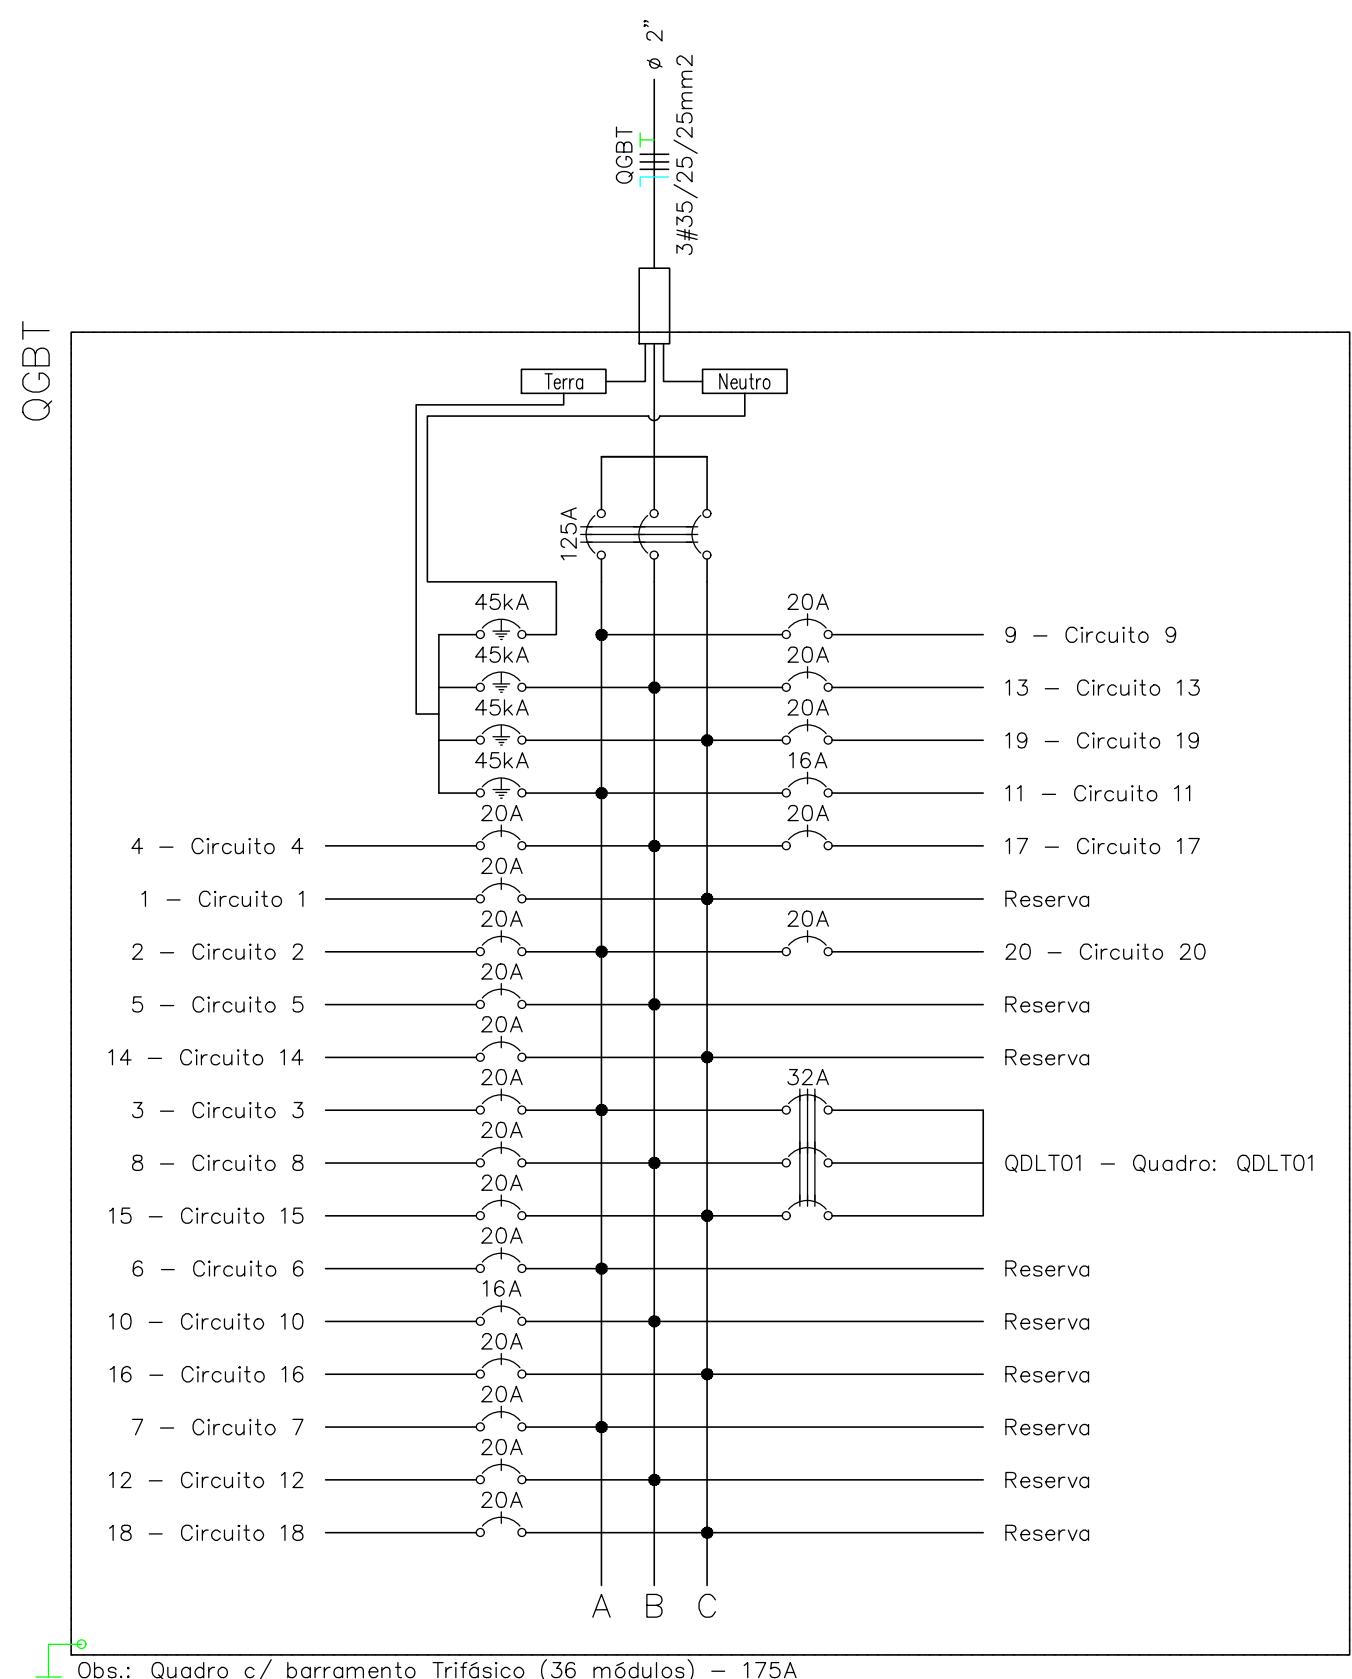 ø 2"
QGBT
3#35/25/25mm2
QGBT
Terra
Neutro
125A
45kA
20A
9 - Circuito 9
45kA
20A
13 - Circuito 13
45kA
20A
19 - Circuito 19
45kA
16A
11 - Circuito 11
20A
20A
4 - Circuito 4
17 - Circuito 17
20A
1 - Circuito 1
Reserva
20A
20A
2 - Circuito 2
20 - Circuito 20
20A
5 - Circuito 5
Reserva
20A
14 - Circuito 14
Reserva
20A
32A
3 - Circuito 3
20A
8 - Circuito 8
QDLT01 - Quadro: QDLT01
20A
15 - Circuito 15
20A
6 - Circuito 6
Reserva
16A
10 - Circuito 10
Reserva
20A
16 - Circuito 16
Reserva
20A
7 - Circuito 7
Reserva
20A
12 - Circuito 12
Reserva
20A
18 - Circuito 18
Reserva
A B C
Obs.: Quadro c/ barramento Trifásico (36 módulos) - 175A